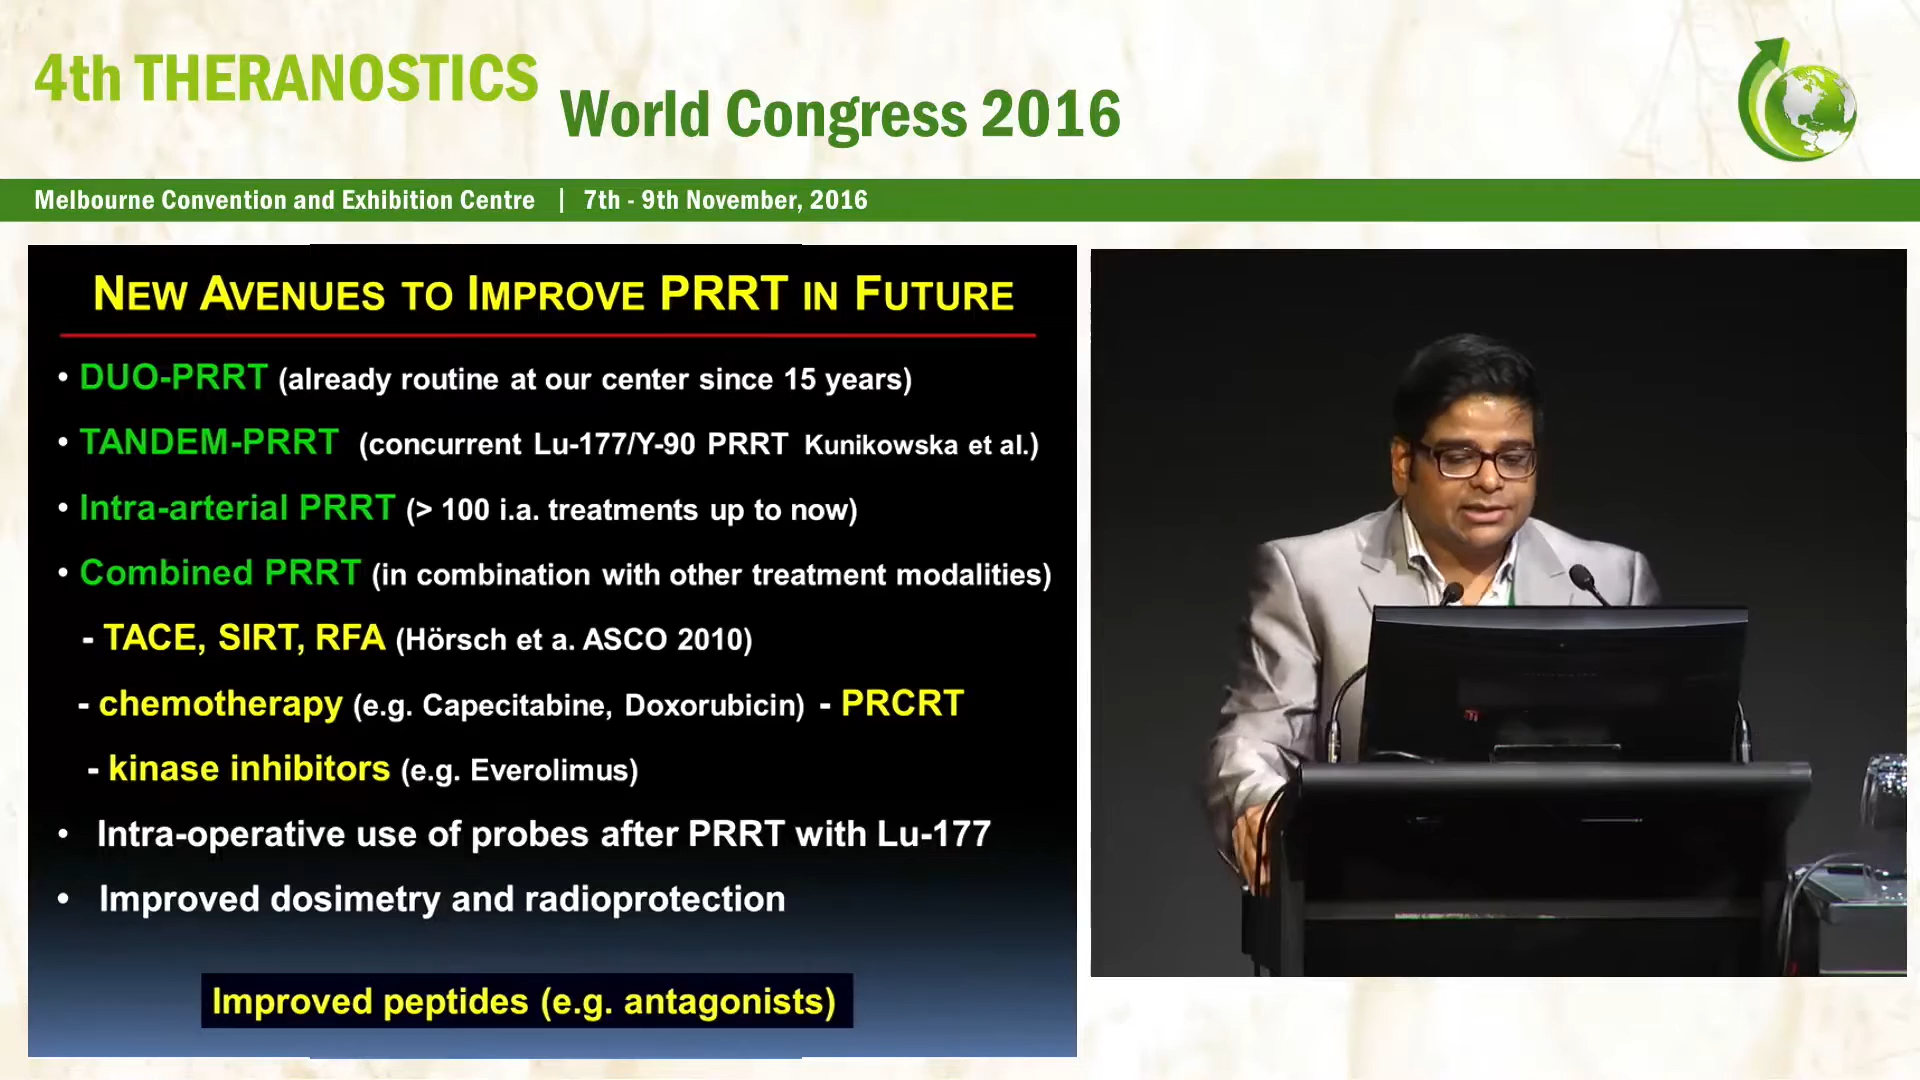 4th THERANOSTICS
World Congress 2016
Melbourne Convention and Exhibition Centre | 7th - 9th November, 2016
NEW AVENUES TO IMPROVE PRRT IN FUTURE
• DUO-PRRT (already routine at our center since 15 years)
• TANDEM-PRRT (concurrent Lu-177/Y-90 PRRT Kunikowska et al.)
• Intra-arterial PRRT (> 100 i.a. treatments up to now)
• Combined PRRT (in combination with other treatment modalities)
- TACE, SIRT, RFA (Hörsch et a. ASCO 2010)
- chemotherapy (e.g. Capecitabine, Doxorubicin) - PRCRT
- kinase inhibitors (e.g. Everolimus)
• Intra-operative use of probes after PRRT with Lu-177
• Improved dosimetry and radioprotection
Improved peptides (e.g. antagonists)